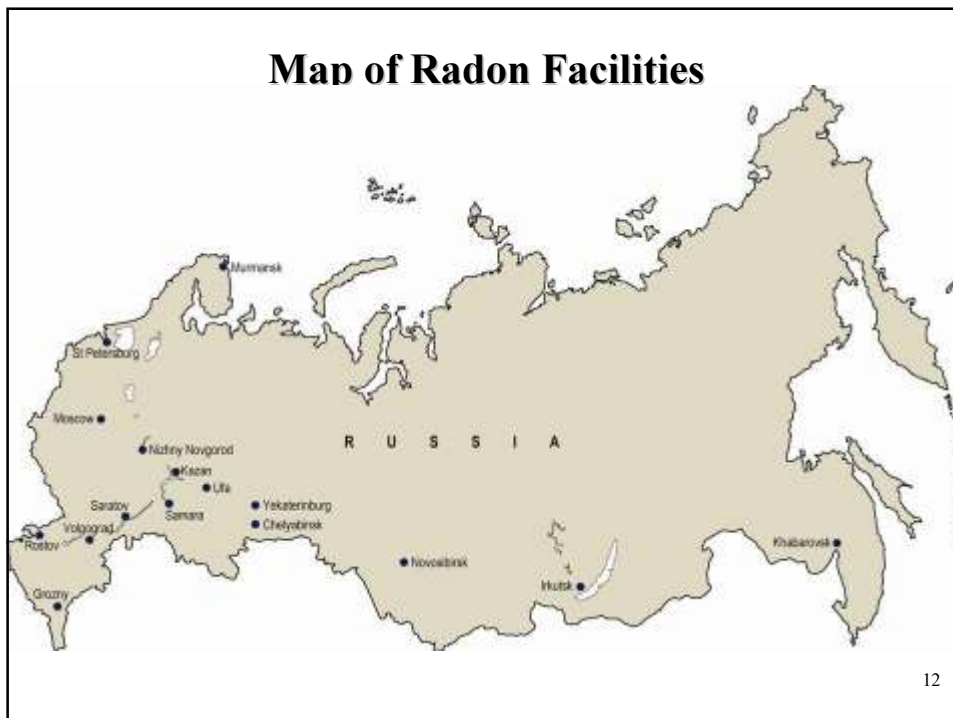 Map of Radon Facilities
Murmansk
St Petersburg
Moscow
R U S S I A
Nizhny Novgorod
Kazan
Ufa
Saratov
Samara
Yekaterinburg
Volgograd
Chelyabinsk
Rostov
Khabarovsk
Novosibirsk
Irkutsk
Grozny
12